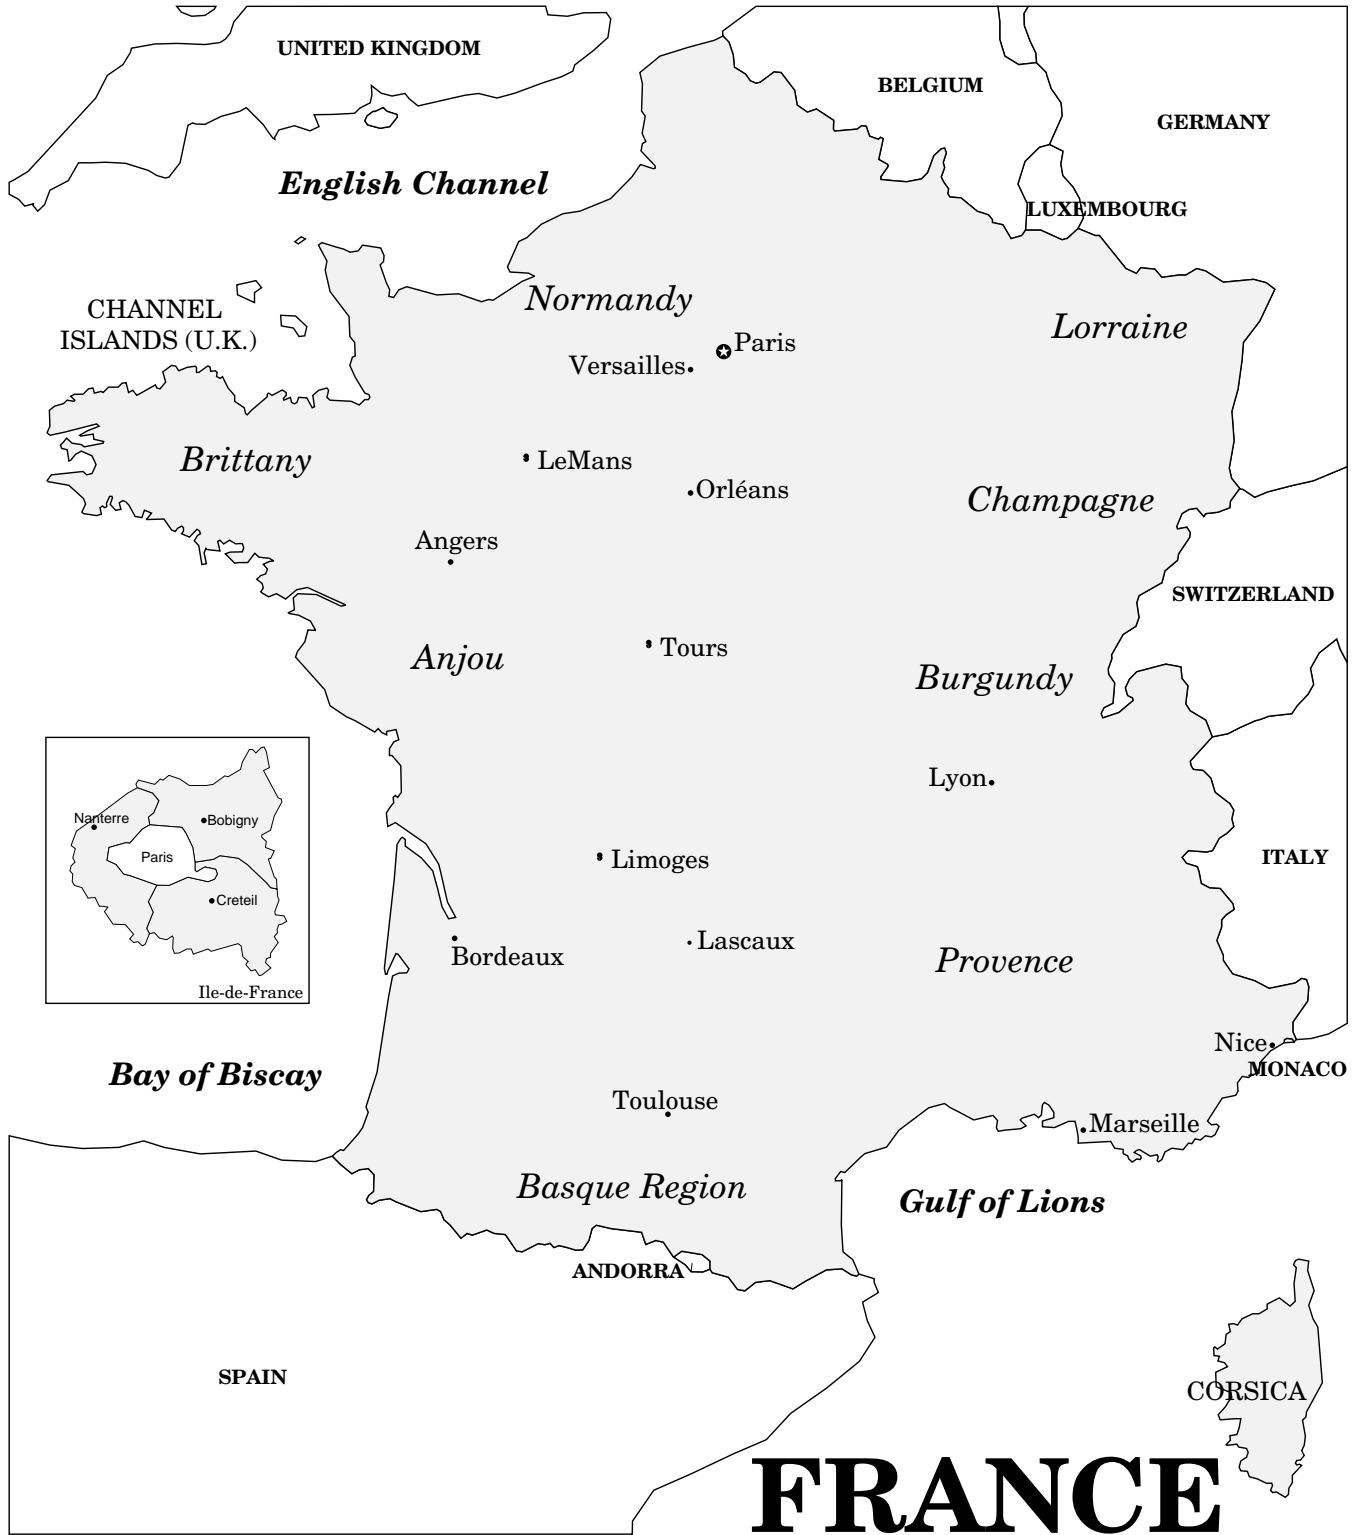 UNITED KINGDOM
BELGIUM
GERMANY
English Channel
LUXEMBOURG
CHANNEL
ISLANDS (U.K.)
Normandy
Lorraine
Paris
Versailles
Brittany
LeMans
Orléans
Champagne
Angers
SWITZERLAND
Anjou
Tours
Burgundy
Lyon
Nanterre
Bobigny
Paris
Limoges
ITALY
Creteil
Lascaux
Bordeaux
Provence
Ile-de-France
Nice
MONACO
Bay of Biscay
Toulouse
Marseille
Basque Region
Gulf of Lions
ANDORRA
SPAIN
CORSICA
FRANCE